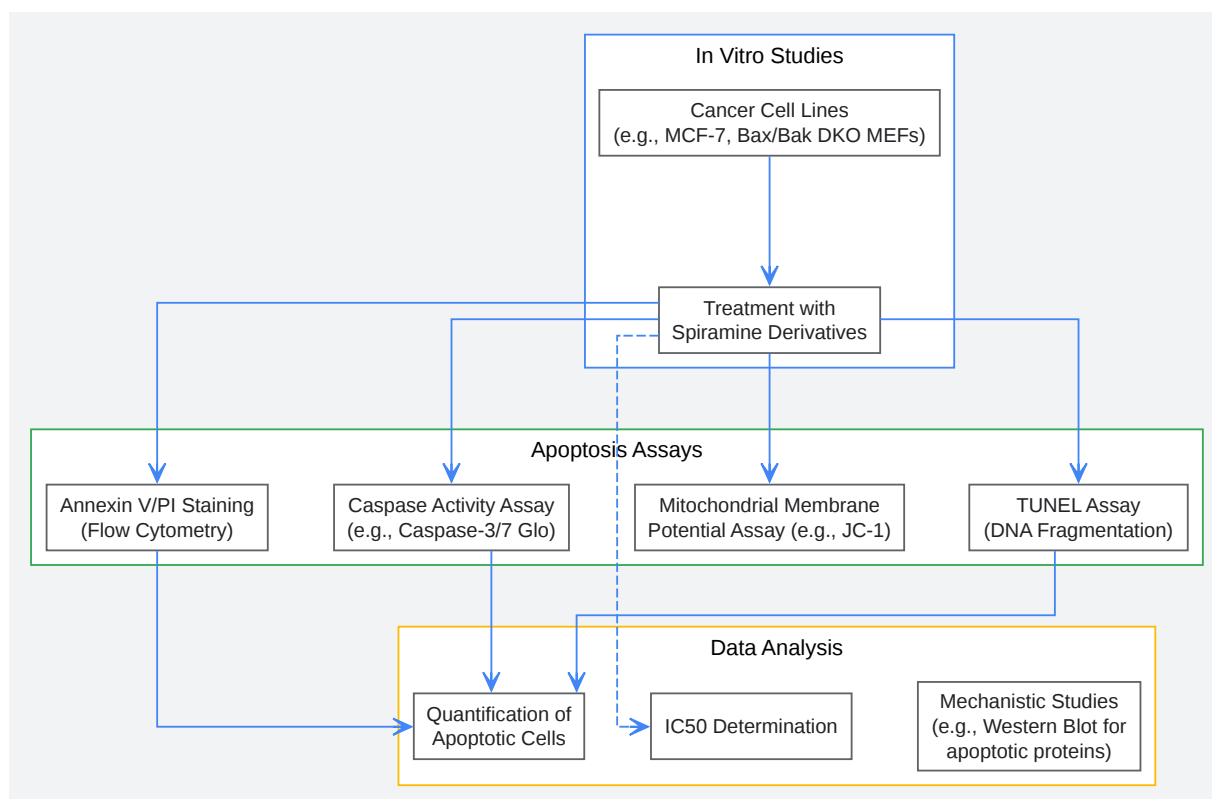 In Vitro Studies
Cancer Cell Lines
(e.g., MCF-7, Bax/Bak DKO MEFs)
Treatment with
Spiramine Derivatives
Apoptosis Assays
Annexin V/PI Staining
(Flow Cytometry)
Caspase Activity Assay
(e.g., Caspase-3/7 Glo)
Mitochondrial Membrane
Potential Assay (e.g., JC-1)
TUNEL Assay
(DNA Fragmentation)
Data Analysis
Quantification of
Apoptotic Cells
IC50 Determination
Mechanistic Studies
(e.g., Western Blot for
apoptotic proteins)